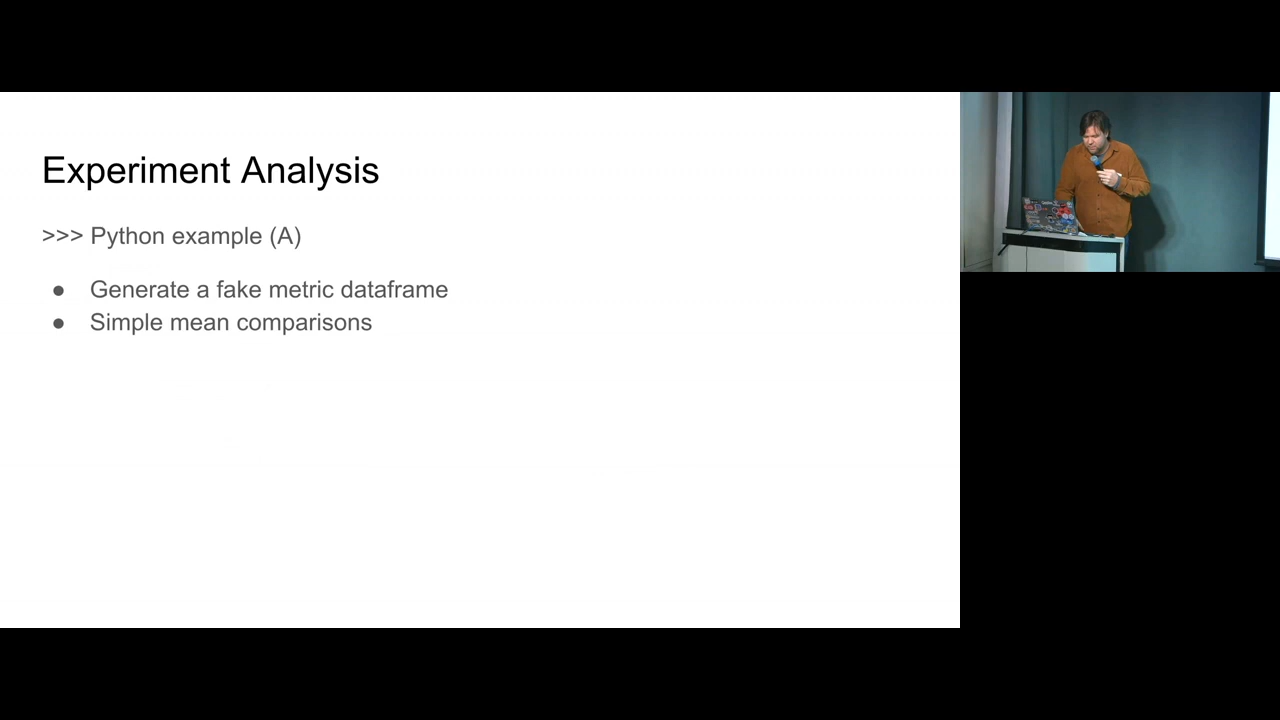 Experiment Analysis
>>> Python example (A)
● Generate a fake metric dataframe
● Simple mean comparisons